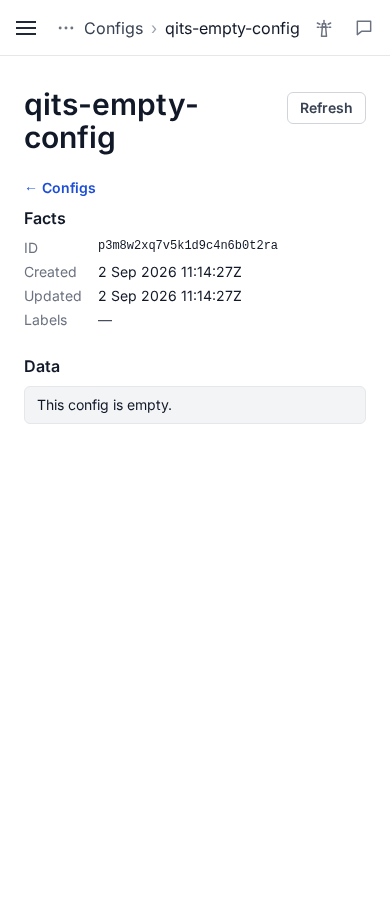 ··· Configs › qits-empty-config
qits-empty-
config
Refresh
← Configs
Facts
ID p3m8w2xq7v5k1d9c4n6b0t2ra
Created 2 Sep 2026 11:14:27Z
Updated 2 Sep 2026 11:14:27Z
Labels —
Data
This config is empty.